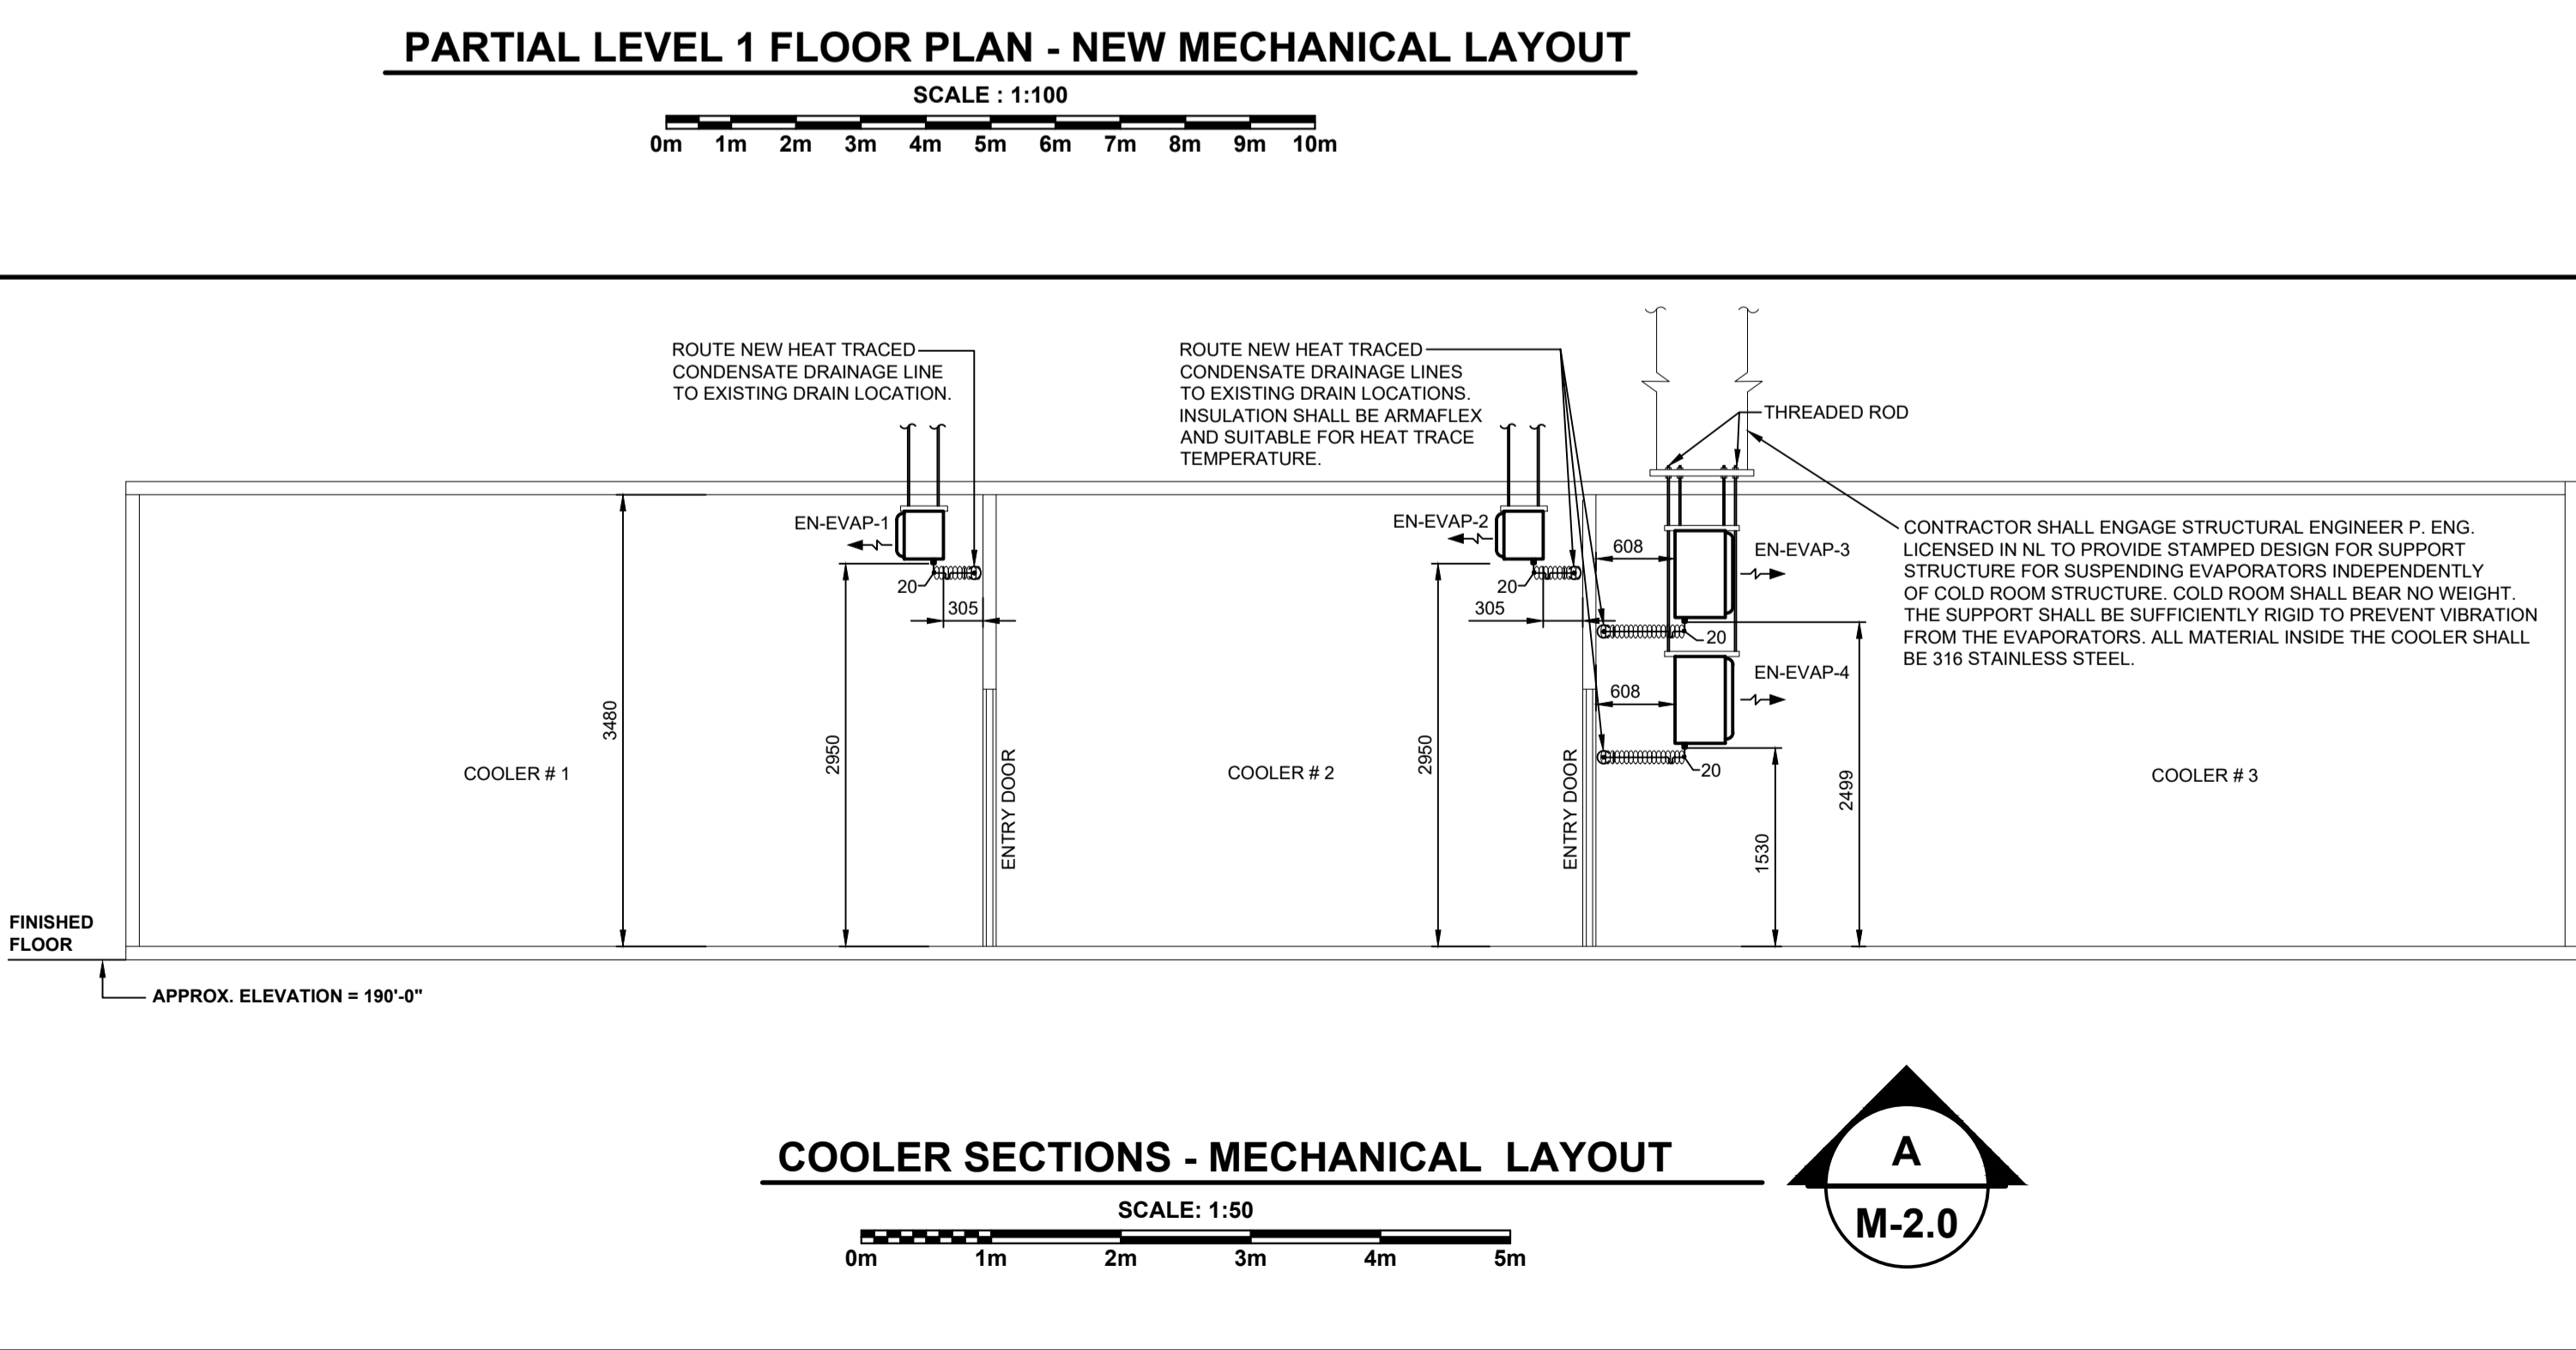 PARTIAL LEVEL 1 FLOOR PLAN - NEW MECHANICAL LAYOUT
SCALE : 1:100
0m 1m 2m 3m 4m 5m 6m 7m 8m 9m 10m
ROUTE NEW HEAT TRACED
CONDENSATE DRAINAGE LINE
TO EXISTING DRAIN LOCATION.
ROUTE NEW HEAT TRACED
CONDENSATE DRAINAGE LINES
TO EXISTING DRAIN LOCATIONS.
INSULATION SHALL BE ARMAFLEX
AND SUITABLE FOR HEAT TRACE
TEMPERATURE.
THREADED ROD
CONTRACTOR SHALL ENGAGE STRUCTURAL ENGINEER P. ENG.
LICENSED IN NL TO PROVIDE STAMPED DESIGN FOR SUPPORT
STRUCTURE FOR SUSPENDING EVAPORATORS INDEPENDENTLY
OF COLD ROOM STRUCTURE. COLD ROOM SHALL BEAR NO WEIGHT.
THE SUPPORT SHALL BE SUFFICIENTLY RIGID TO PREVENT VIBRATION
FROM THE EVAPORATORS. ALL MATERIAL INSIDE THE COOLER SHALL
BE 316 STAINLESS STEEL.
EN-EVAP-1
20
305
3480
2950
COOLER # 1
ENTRY DOOR
EN-EVAP-2
20
305
2950
COOLER # 2
ENTRY DOOR
608
EN-EVAP-3
20
608
EN-EVAP-4
20
1530
2499
COOLER # 3
FINISHED
FLOOR
APPROX. ELEVATION = 190'-0"
COOLER SECTIONS - MECHANICAL LAYOUT
SCALE: 1:50
0m 1m 2m 3m 4m 5m
A
M-2.0